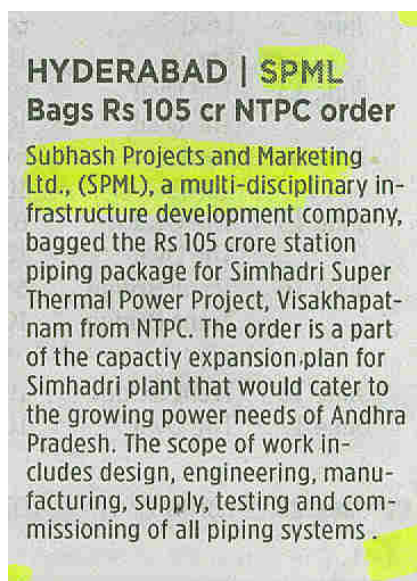 HYDERABAD | SPML
Bags Rs 105 cr NTPC order
Subhash Projects and Marketing
Ltd., (SPML), a multi-disciplinary in-
frastructure development company,
bagged the Rs 105 crore station
piping package for Simhadri Super
Thermal Power Project, Visakhapat-
nam from NTPC. The order is a part
of the capactiy expansion plan for
Simhadri plant that would cater to
the growing power needs of Andhra
Pradesh. The scope of work in-
cludes design, engineering, manu-
facturing, supply, testing and com-
missioning of all piping systems .